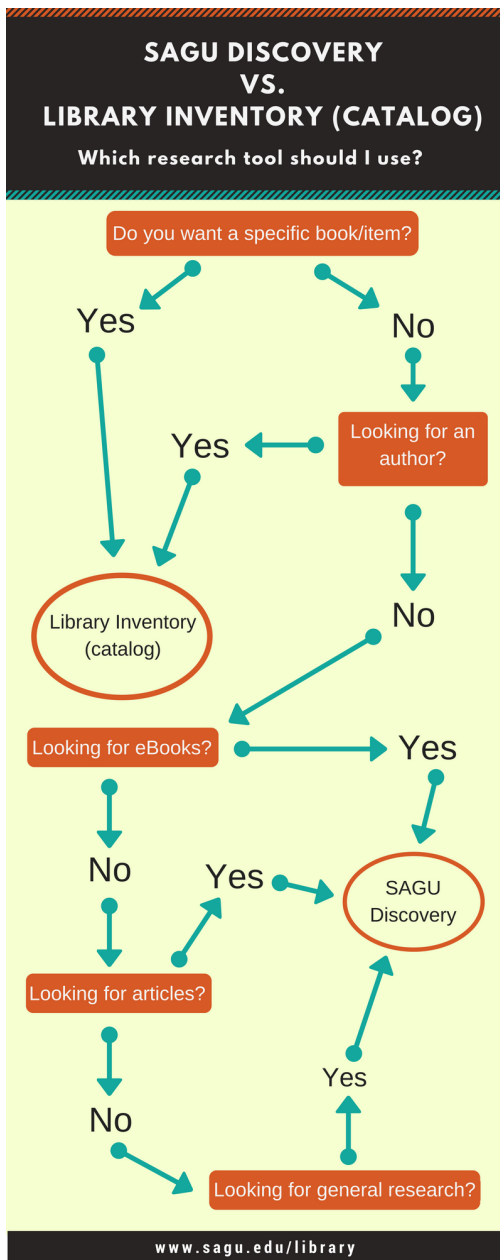 SAGU DISCOVERY
VS.
LIBRARY INVENTORY (CATALOG)
Which research tool should I use?
Do you want a specific book/item?
Yes
No
Looking for an
author?
Yes
No
Library Inventory
(catalog)
Looking for eBooks?
Yes
No
Yes
SAGU
Discovery
Looking for articles?
Yes
No
Looking for general research?
www.sagu.edu/library